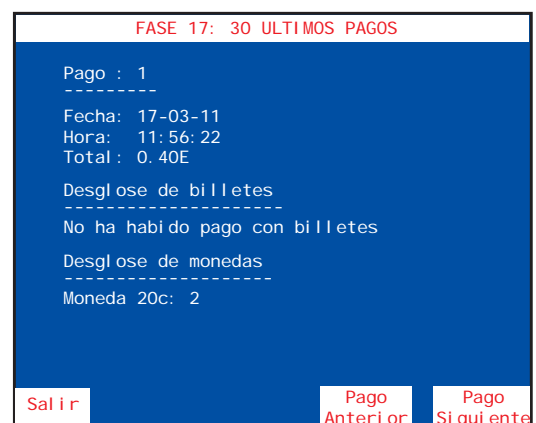 FASE 17: 30 ULTIMOS PAGOS
Pago : 1
---------
Fecha: 17-03-11
Hora: 11:56:22
Total: 0.40E
Desglose de billetes
---------------------
No ha habido pago con billetes
Desglose de monedas
--------------------
Moneda 20c: 2
Salir
Pago Anterior
Pago Siguiente